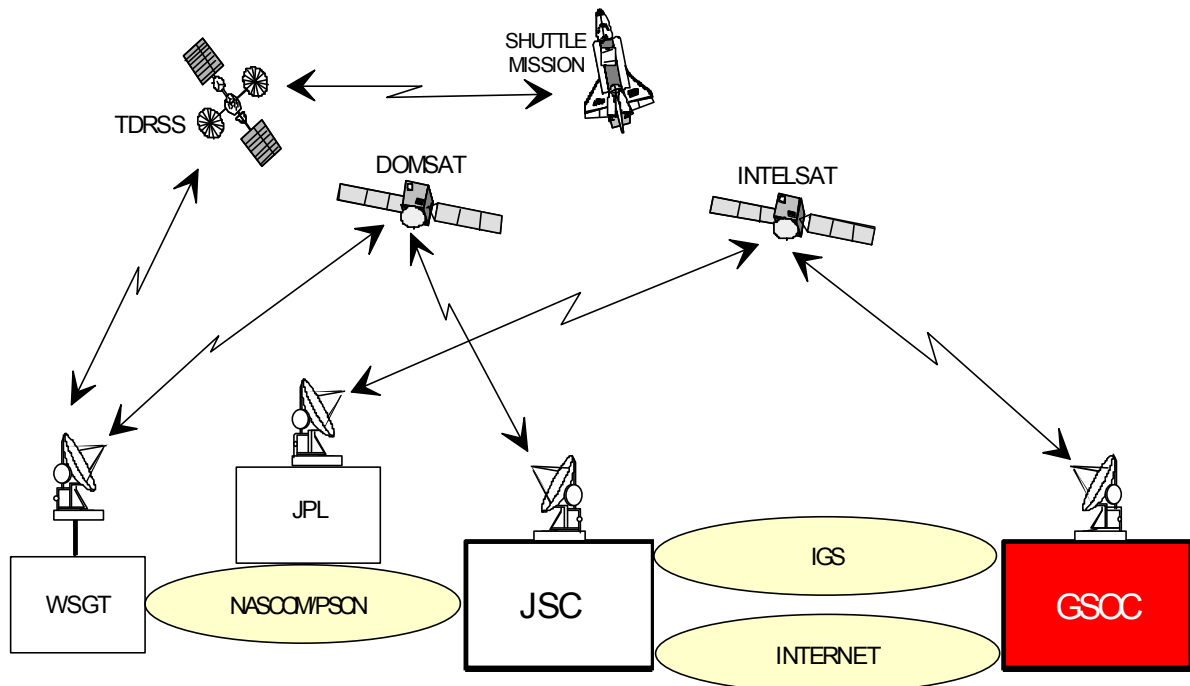 SHUTTLE
MISSION
TDRSS
DOMSAT
INTELSAT
JPL
IGS
WSGT
NASCOM/PSCN
JSC
GSOC
INTERNET